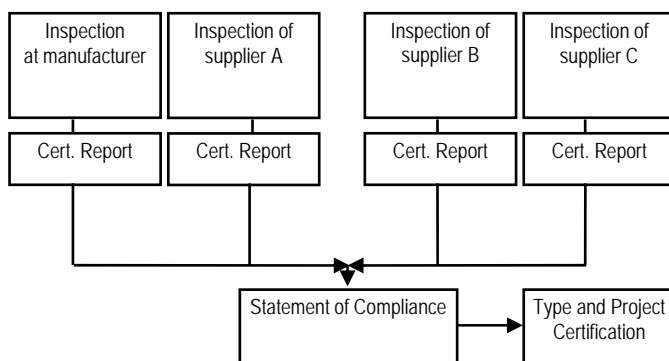 Inspection
at manufacturer
Inspection of
supplier A
Inspection of
supplier B
Inspection of
supplier C
Cert. Report
Cert. Report
Cert. Report
Cert. Report
Statement of Compliance
Type and Project
Certification